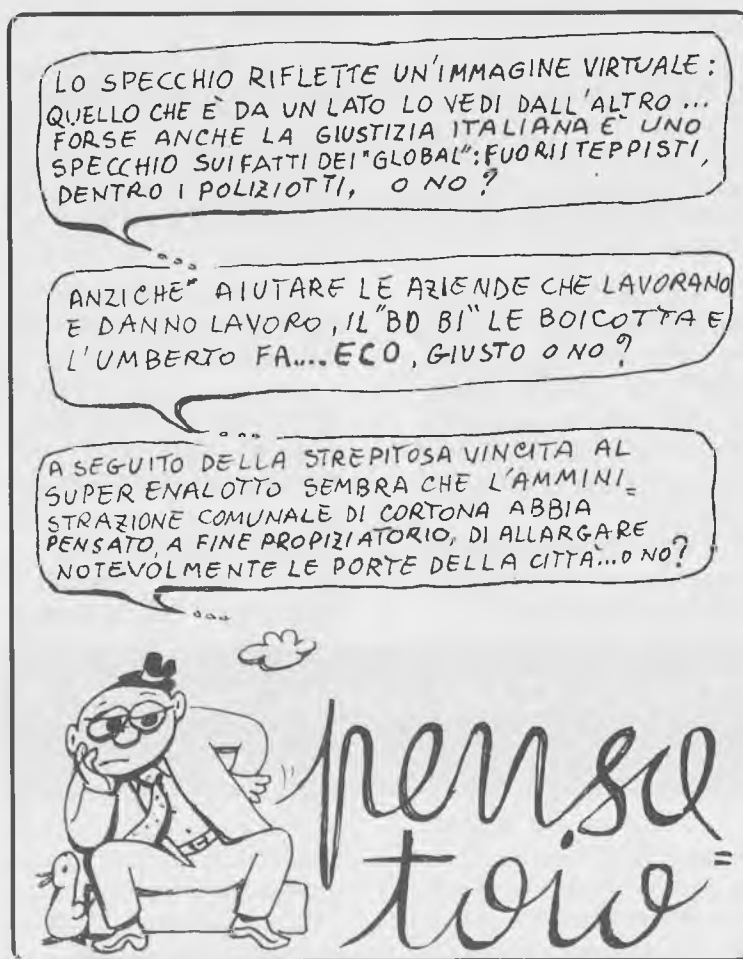 LO SPECCHIO RIFLETTE UN'IMMAGINE VIRTUALE:
QUELLO CHE È DA UN LATO LO VEDI DALL'ALTRO...
FORSE ANCHE LA GIUSTIZIA ITALIANA È UNO
SPECCHIO SUI FATTI DEI "GLOBAL": FUORI I TEPPISTI,
DENTRO I POLIZIOTTI, O NO?
ANZICHE' AIUTARE LE AZIENDE CHE LAVORANO
E DANNO LAVORO, IL "BO BI" LE BOICOTTA E
L'UMBERTO FA....ECO, GIUSTO O NO?
A SEGUITO DELLA STREPITOSA VINCITA AL
SUPER ENALOTTO SEMBRA CHE L'AMMINI=
STRAZIONE COMUNALE DI CORTONA ABBIA
PENSATO, A FINE PROPIZIATORIO, DI ALLARGARE
NOTEVOLMENTE LE PORTE DELLA CITTÀ...O NO?
pensa=
toio